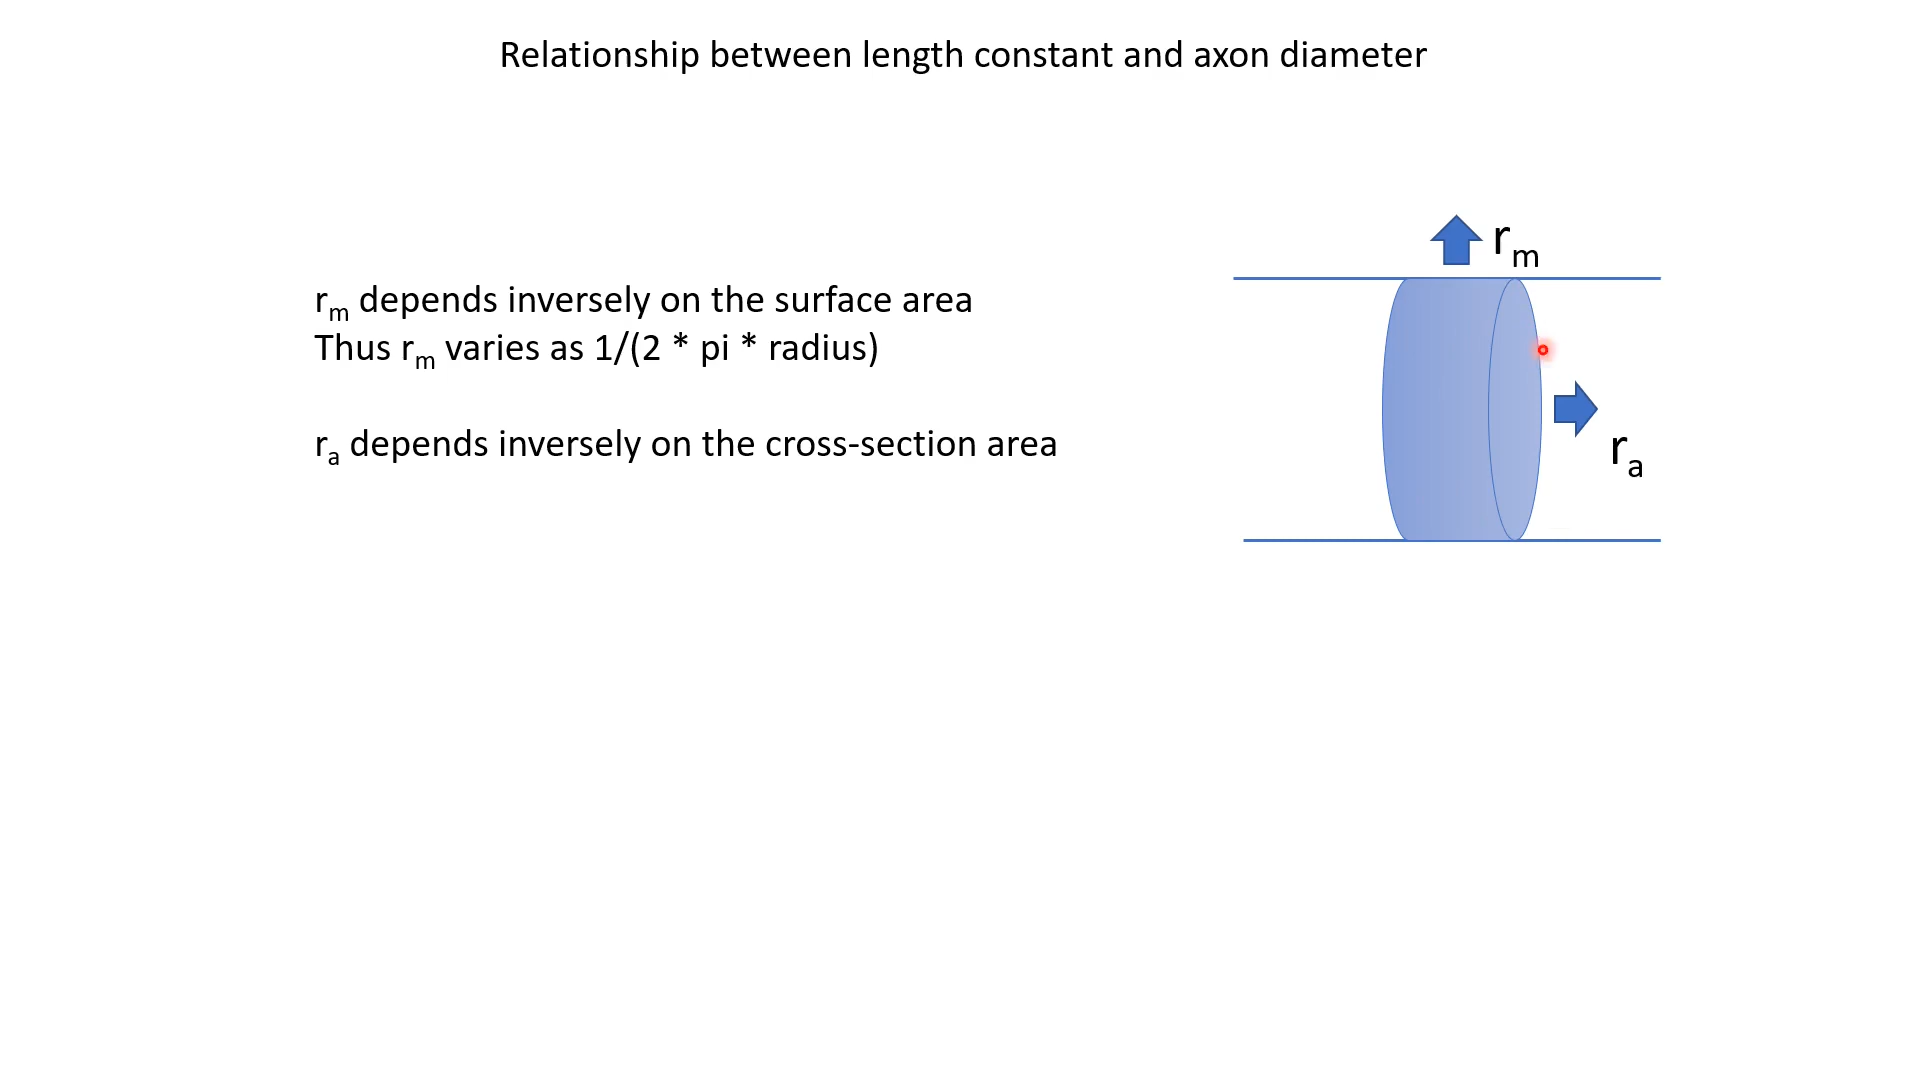 Relationship between length constant and axon diameter
rm
rm depends inversely on the surface area
Thus rm varies as 1/(2 * pi * radius)
ra depends inversely on the cross-section area
ra